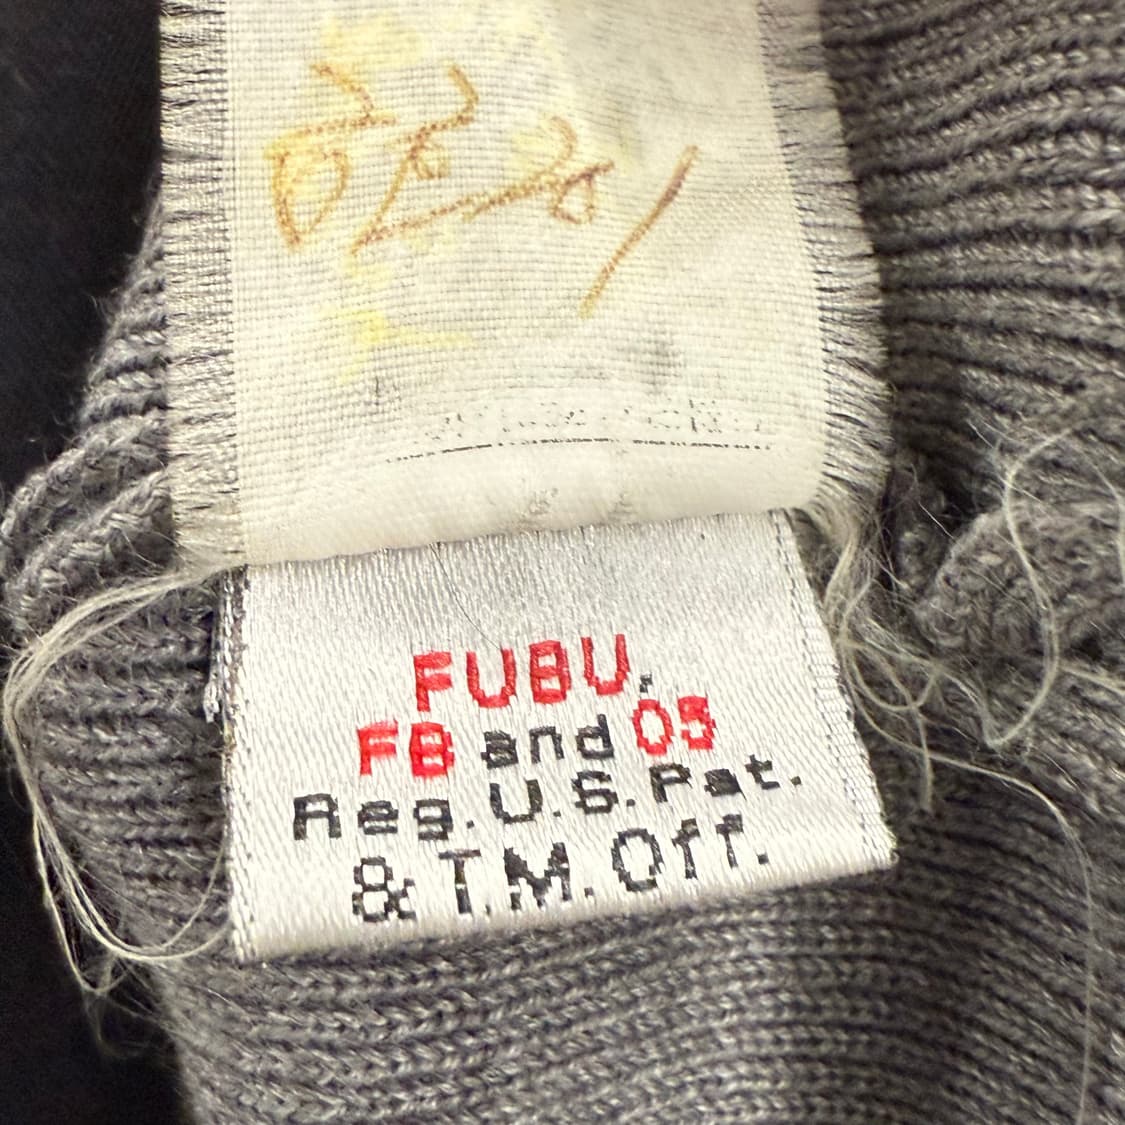 FUBU,
FB and 05
Reg. U.S. Pat.
& T.M. Off.